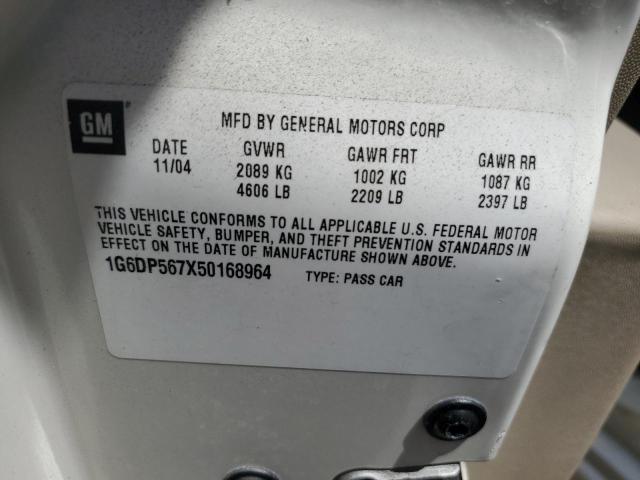 GM
MFD BY GENERAL MOTORS CORP
DATE GVWR GAWR FRT GAWR RR
11/04 2089 KG 1002 KG 1087 KG
4606 LB 2209 LB 2397 LB
THIS VEHICLE CONFORMS TO ALL APPLICABLE U.S. FEDERAL MOTOR
VEHICLE SAFETY, BUMPER, AND THEFT PREVENTION STANDARDS IN
EFFECT ON THE DATE OF MANUFACTURE SHOWN ABOVE.
1G6DP567X50168964 TYPE: PASS CAR